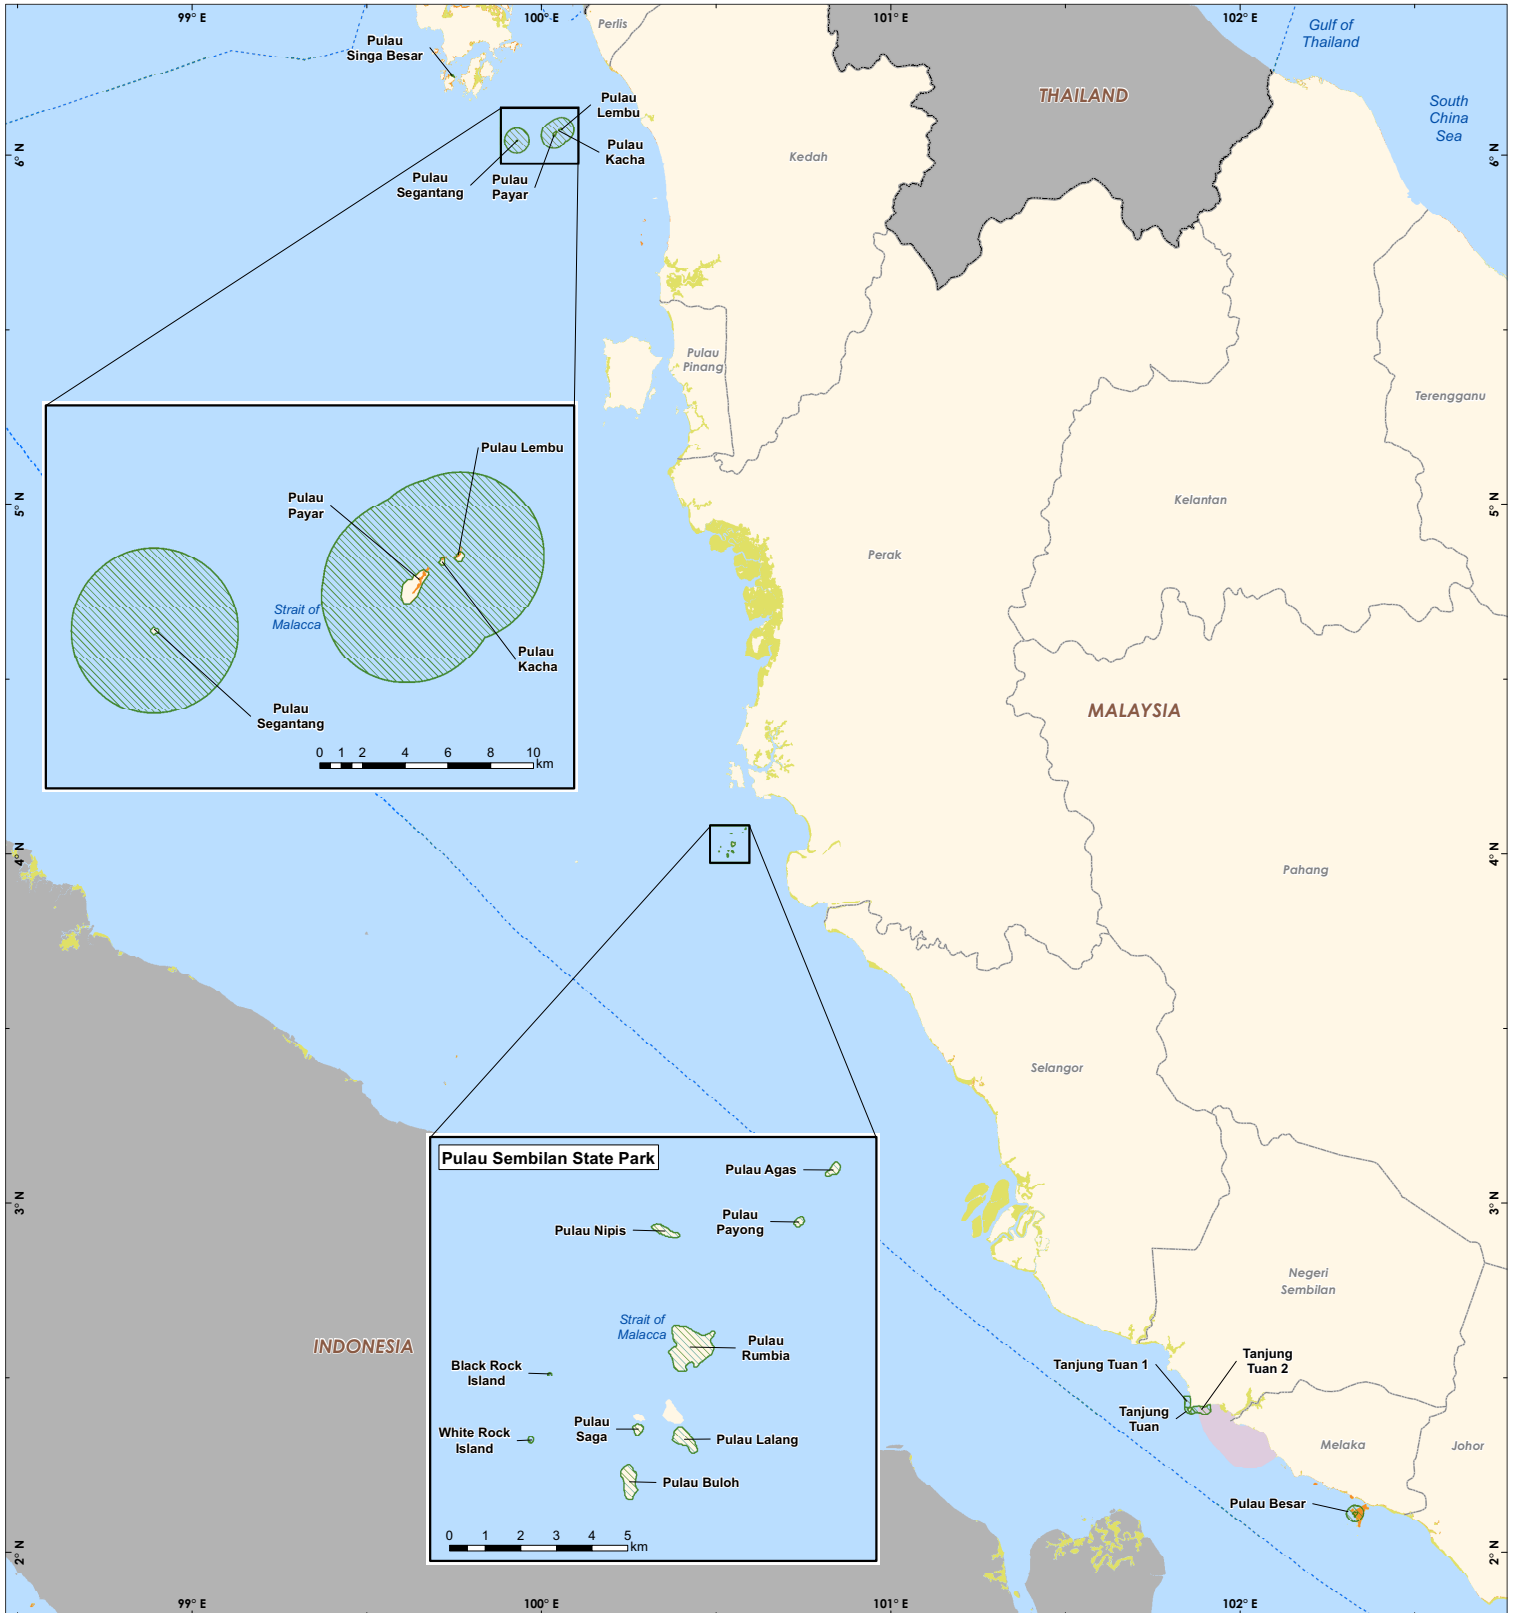 99° E
100° E
101° E
102° E
Perlis
Gulf of
Thailand
Pulau
Singa Besar
THAILAND
South
China
Sea
Pulau
Lembu
Pulau
Kacha
Kedah
6° N
6° N
Pulau
Segantang
Pulau
Payar
Pulau
Pinang
Terengganu
Pulau Lembu
Pulau
Payar
5° N
5° N
Kelantan
Perak
Strait of
Malacca
Pulau
Kacha
Pulau
Segantang
MALAYSIA
0 1 2 4 6 8 10
km
4° N
4° N
Pahang
Selangor
Pulau Sembilan State Park
Pulau Agas
3° N
3° N
Pulau Nipis
Pulau
Payong
Negeri
Sembilan
Strait of
Malacca
INDONESIA
Pulau
Rumbia
Black Rock
Island
Tanjung Tuan 1
Tanjung
Tuan 2
Tanjung
Tuan
White Rock
Island
Pulau
Saga
Pulau Lalang
Melaka
Johor
Pulau Buloh
Pulau Besar
0 1 2 3 4 5
km
2° N
2° N
99° E
100° E
101° E
102° E